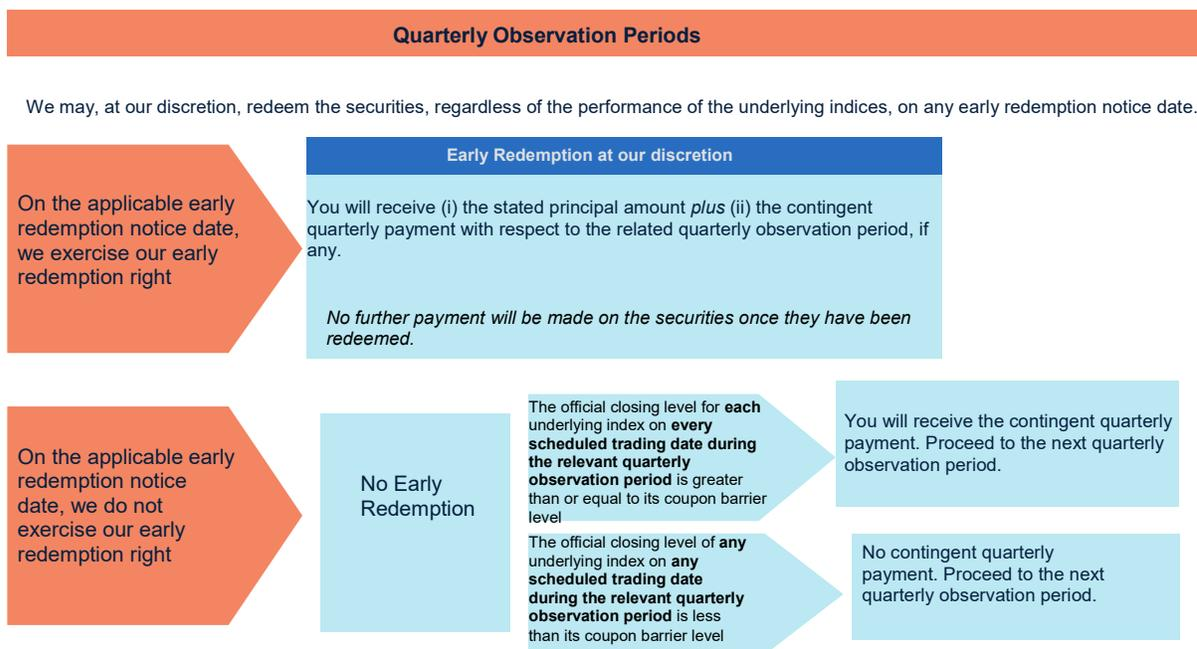 Quarterly Observation Periods
We may, at our discretion, redeem the securities, regardless of the performance of the underlying indices, on any early redemption notice date.
On the applicable early
redemption notice date,
we exercise our early
redemption right
Early Redemption at our discretion
You will receive (i) the stated principal amount plus (ii) the contingent
quarterly payment with respect to the related quarterly observation period, if
any.
No further payment will be made on the securities once they have been
redeemed.
On the applicable early
redemption notice
date, we do not
exercise our early
redemption right
No Early
Redemption
The official closing level for each
underlying index on every
scheduled trading date during
the relevant quarterly
observation period is greater
than or equal to its coupon barrier
level
You will receive the contingent quarterly
payment. Proceed to the next quarterly
observation period.
The official closing level of any
underlying index on any
scheduled trading date
during the relevant quarterly
observation period is less
than its coupon barrier level
No contingent quarterly
payment. Proceed to the next
quarterly observation period.